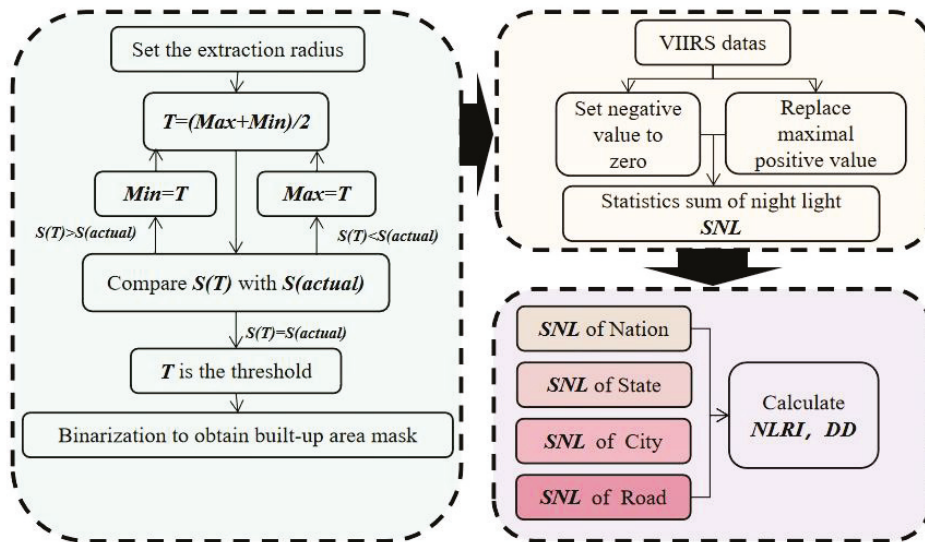 Set the extraction radius
T=(Max+Min)/2
Min=T
Max=T
S(T)>S(actual)
S(T)<S(actual)
Compare S(T) with S(actual)
S(T)=S(actual)
T is the threshold
Binarization to obtain built-up area mask
VIIRS datas
Set negative
value to
zero
Replace
maximal
positive value
Statistics sum of night light
SNL
SNL of Nation
SNL of State
SNL of City
SNL of Road
Calculate
NLRI, DD